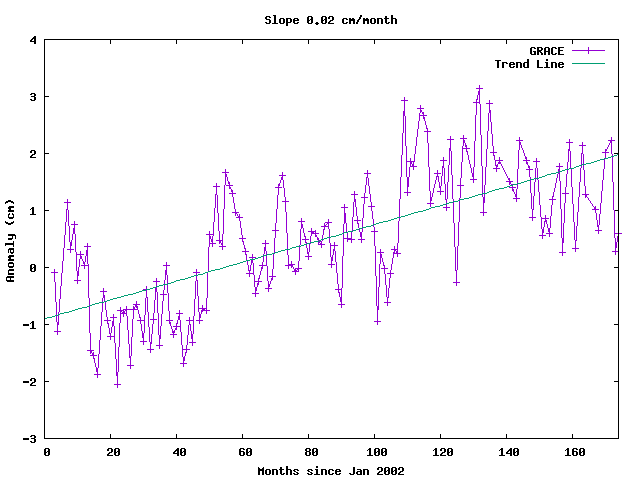 Slope 0.02 cm/month
GRACE
Trend Line
4
3
2
1
0
-1
-2
-3
Anomaly (cm)
0 20 40 60 80 100 120 140 160
Months since Jan 2002